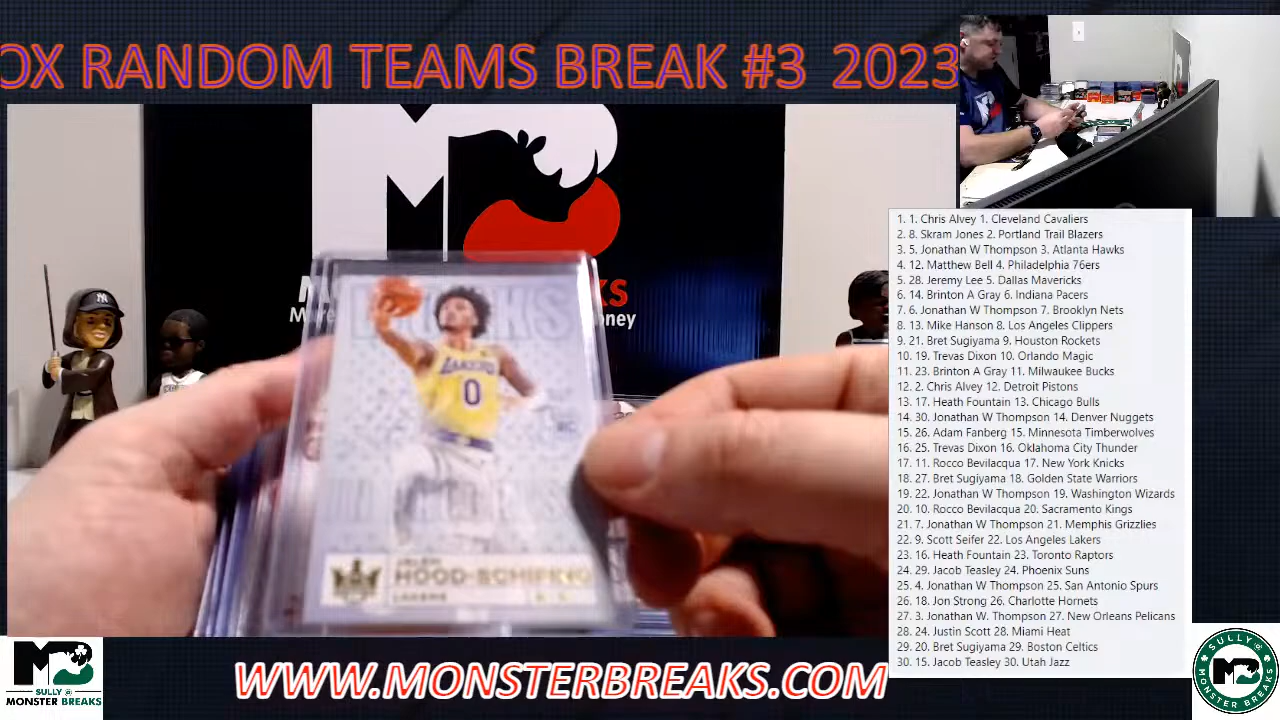 OX RANDOM TEAMS BREAK #3 2023
M
KS
ney
LAKERS
0
RC
JALEN
HOOD-SCHIFINO
LAKERS
1. 1. Chris Alvey 1. Cleveland Cavaliers
2. 8. Skram Jones 2. Portland Trail Blazers
3. 5. Jonathan W Thompson 3. Atlanta Hawks
4. 12. Matthew Bell 4. Philadelphia 76ers
5. 28. Jeremy Lee 5. Dallas Mavericks
6. 14. Brinton A Gray 6. Indiana Pacers
7. 6. Jonathan W Thompson 7. Brooklyn Nets
8. 13. Mike Hanson 8. Los Angeles Clippers
9. 21. Bret Sugiyama 9. Houston Rockets
10. 19. Trevas Dixon 10. Orlando Magic
11. 23. Brinton A Gray 11. Milwaukee Bucks
12. 2. Chris Alvey 12. Detroit Pistons
13. 17. Heath Fountain 13. Chicago Bulls
14. 30. Jonathan W Thompson 14. Denver Nuggets
15. 26. Adam Fanberg 15. Minnesota Timberwolves
16. 25. Trevas Dixon 16. Oklahoma City Thunder
17. 11. Rocco Bevilacqua 17. New York Knicks
18. 27. Bret Sugiyama 18. Golden State Warriors
19. 22. Jonathan W Thompson 19. Washington Wizards
20. 10. Rocco Bevilacqua 20. Sacramento Kings
21. 7. Jonathan W Thompson 21. Memphis Grizzlies
22. 9. Scott Seifer 22. Los Angeles Lakers
23. 16. Heath Fountain 23. Toronto Raptors
24. 29. Jacob Teasley 24. Phoenix Suns
25. 4. Jonathan W Thompson 25. San Antonio Spurs
26. 18. Jon Strong 26. Charlotte Hornets
27. 3. Jonathan W. Thompson 27. New Orleans Pelicans
28. 24. Justin Scott 28. Miami Heat
29. 20. Bret Sugiyama 29. Boston Celtics
30. 15. Jacob Teasley 30. Utah Jazz
SULLY @
MONSTER BREAKS
WWW.MONSTERBREAKS.COM
SULLY@
MONSTER BREAKS